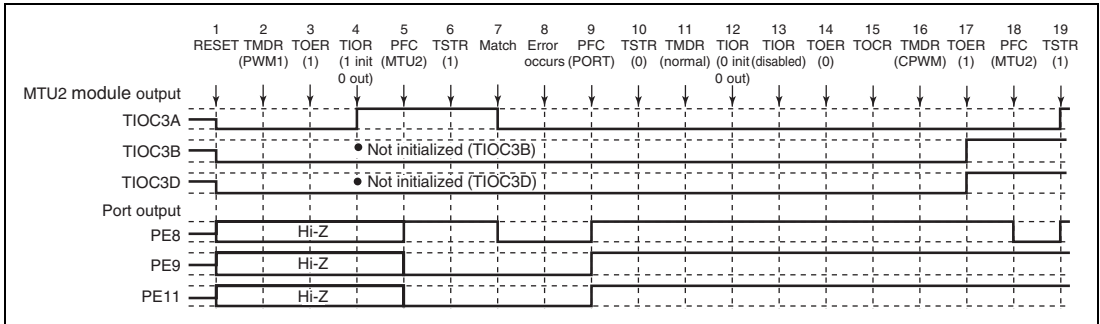 1 2 3 4 5 6 7 8 9 10 11 12 13 14 15 16 17 18 19
RESET TMDR TOER TIOR PFC TSTR Match Error PFC TSTR TMDR TIOR TIOR TOER TOCR TMDR TOER PFC TSTR
(PWM1) (1) (1 init (MTU2) (1) occurs (PORT) (0) (normal) (0 init (disabled) (0) (CPWM) (1) (MTU2) (1)
0 out) 0 out)
MTU2 module output
TIOC3A
TIOC3B • Not initialized (TIOC3B)
TIOC3D • Not initialized (TIOC3D)
Port output
PE8 Hi-Z
PE9 Hi-Z
PE11 Hi-Z